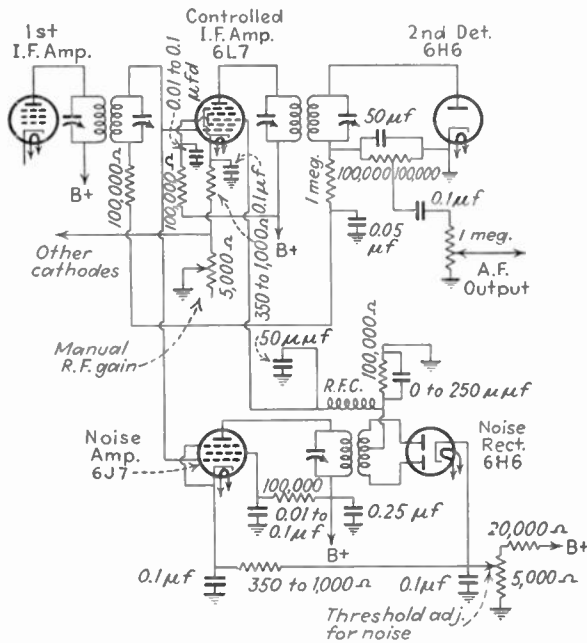 1st
I.F. Amp.
Controlled
I.F. Amp.
6L7
2nd Det.
6H6
0.01 to 0.1
μfd
50μf
100,000 100,000
0.1μf
1 meg.
A.F.
Output
100,000Ω
100,000Ω
0.1μf
1 meg.
0.05
μf
B+
B+
Other
cathodes
5,000Ω
350 to 1,000Ω
Manual
R.F. gain
50μμf
100,000Ω
R.F.C.
0 to 250μμf
Noise
Amp.
6J7
Noise
Rect.
6H6
100,000
0.01 to
0.1μf
0.25μf
B+
20,000Ω
B+
5,000Ω
0.1μf
350 to 1,000Ω
0.1μf
Threshold adj.
for noise